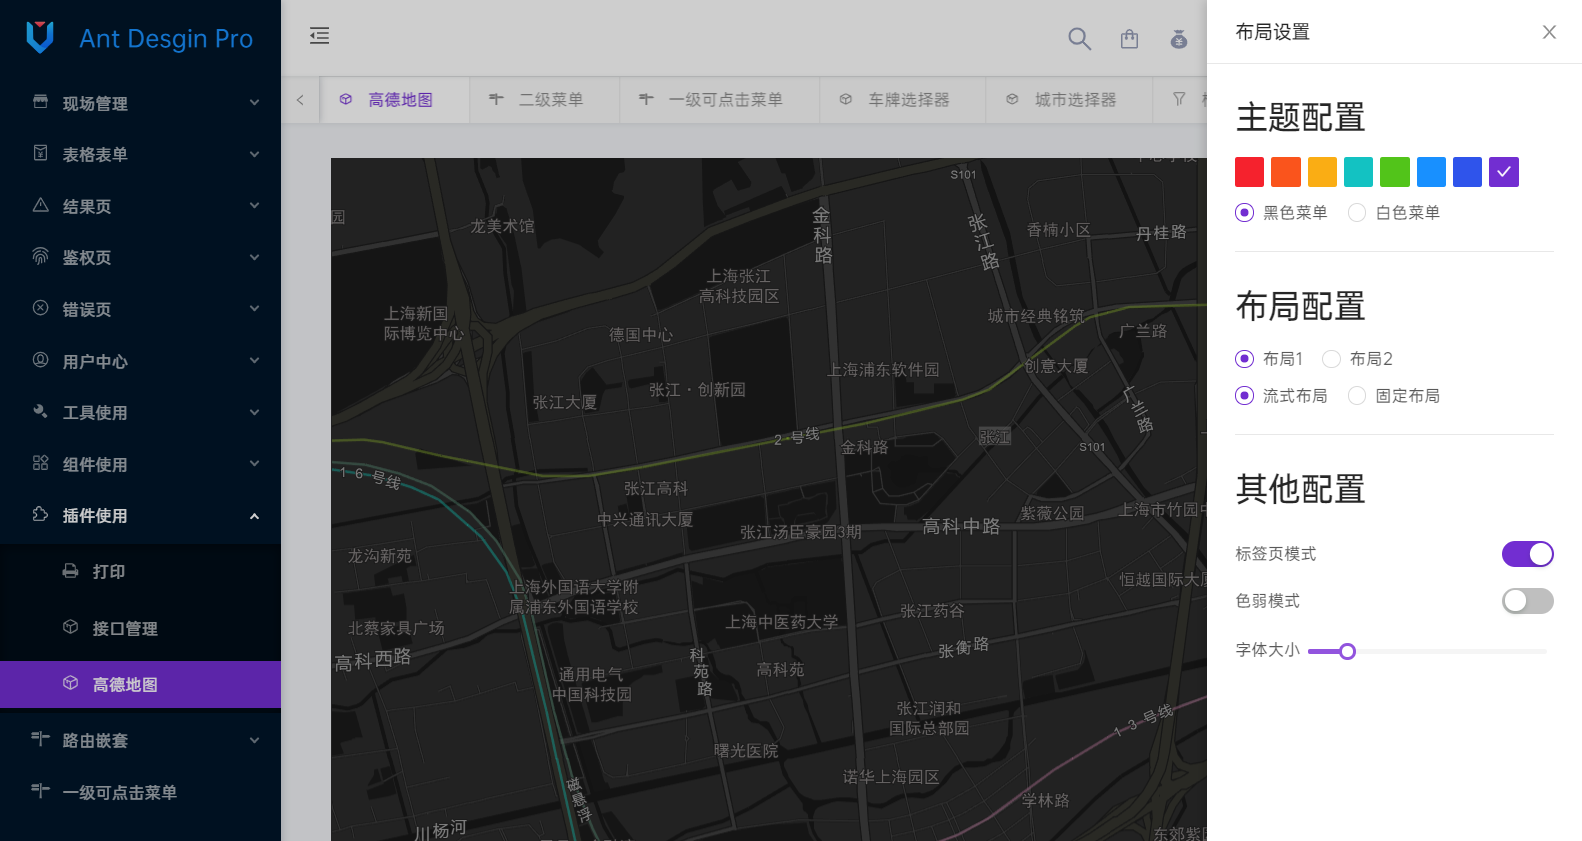 Ant Desgin Pro
现场管理
表格表单
结果页
鉴权页
错误页
用户中心
工具使用
组件使用
插件使用
打印
接口管理
高德地图
路由嵌套
一级可点击菜单
高德地图
二级菜单
一级可点击菜单
车牌选择器
城市选择器
S101
园
龙美术馆
金科路
张江路
香楠小区
丹桂路
上海张江
高科技园区
上海新国
际博览中心
德国中心
城市经典铭筑
广兰路
上海浦东软件园
创意大厦
张江·创新园
张江大厦
广兰路
2号线
金科路
张江
S101
16号线
张江高科
中兴通讯大厦
张江汤臣豪园3期
高科中路
紫薇公园
上海市竹园中
龙沟新苑
上海外国语大学附
属浦东外国语学校
恒越国际大厦
张江药谷
上海中医药大学
北蔡家具广场
高科西路
张衡路
科苑路
高科苑
通用电气
中国科技园
张江润和
国际总部园
13号线
曙光医院
诺华上海园区
磁悬浮
学林路
川杨河
东郊紫园
布局设置
主题配置
黑色菜单
白色菜单
布局配置
布局1
布局2
流式布局
固定布局
其他配置
标签页模式
色弱模式
字体大小